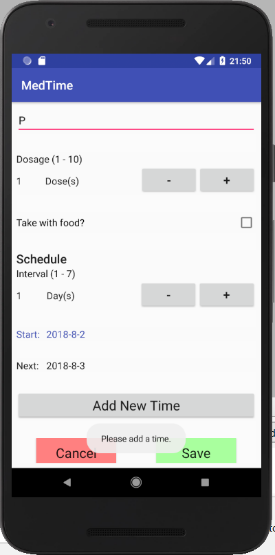 21:50
MedTime
P
Dosage (1 - 10)
1 Dose(s) - +
Take with food?
Schedule
Interval (1 - 7)
1 Day(s) - +
Start: 2018-8-2
Next: 2018-8-3
Add New Time
Please add a time.
Cancel Save